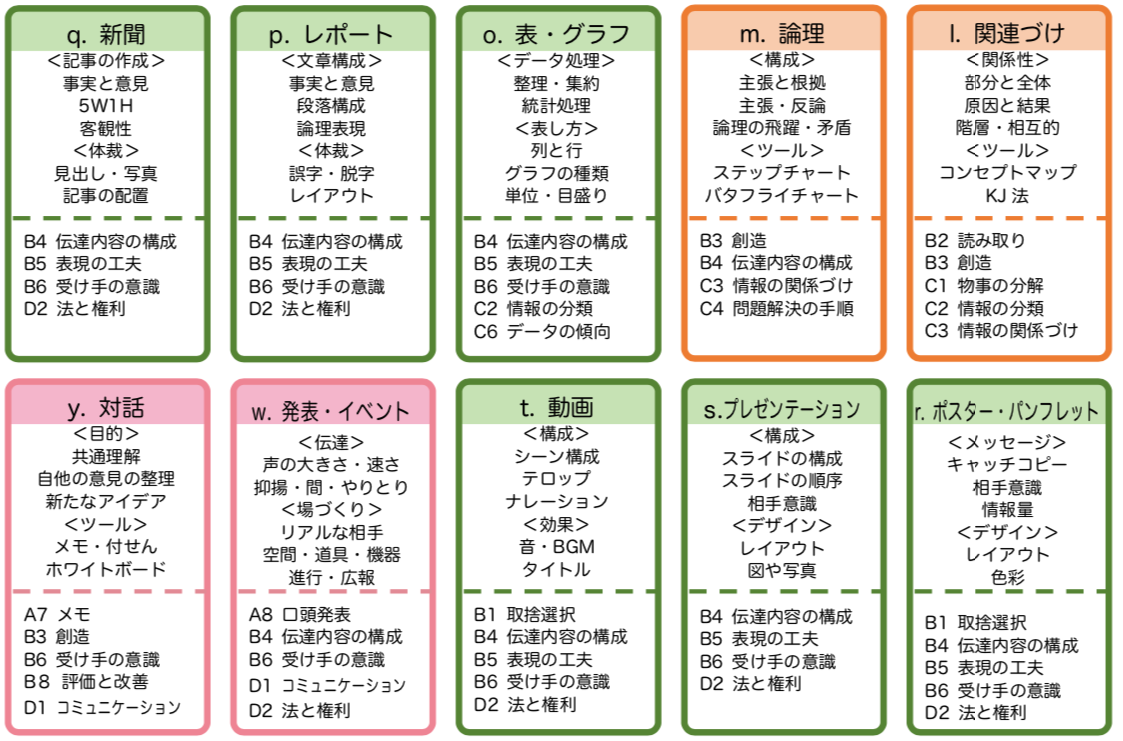 q. 新聞
<記事の作成>
事実と意見
5W1H
客観性
<体裁>
見出し・写真
記事の配置
B4 伝達内容の構成
B5 表現の工夫
B6 受け手の意識
D2 法と権利
p. レポート
<文章構成>
事実と意見
段落構成
論理表現
<体裁>
誤字・脱字
レイアウト
B4 伝達内容の構成
B5 表現の工夫
B6 受け手の意識
D2 法と権利
o. 表・グラフ
<データ処理>
整理・集約
統計処理
<表し方>
列と行
グラフの種類
単位・目盛り
B4 伝達内容の構成
B5 表現の工夫
B6 受け手の意識
C2 情報の分類
C6 データの傾向
m. 論理
<構成>
主張と根拠
主張・反論
論理の飛躍・矛盾
<ツール>
ステップチャート
バタフライチャート
B3 創造
B4 伝達内容の構成
C3 情報の関係づけ
C4 問題解決の手順
l. 関連づけ
<関係性>
部分と全体
原因と結果
階層・相互的
<ツール>
コンセプトマップ
KJ法
B2 読み取り
B3 創造
C1 物事の分解
C2 情報の分類
C3 情報の関係づけ
y. 対話
<目的>
共通理解
自他の意見の整理
新たなアイデア
<ツール>
メモ・付せん
ホワイトボード
A7 メモ
B3 創造
B6 受け手の意識
B8 評価と改善
D1 コミュニケーション
w. 発表・イベント
<伝達>
声の大きさ・速さ
抑揚・間・やりとり
<場づくり>
リアルな相手
空間・道具・機器
進行・広報
A8 口頭発表
B4 伝達内容の構成
B6 受け手の意識
D1 コミュニケーション
D2 法と権利
t. 動画
<構成>
シーン構成
テロップ
ナレーション
<効果>
音・BGM
タイトル
B1 取捨選択
B4 伝達内容の構成
B5 表現の工夫
B6 受け手の意識
D2 法と権利
s.プレゼンテーション
<構成>
スライドの構成
スライドの順序
相手意識
<デザイン>
レイアウト
図や写真
B4 伝達内容の構成
B5 表現の工夫
B6 受け手の意識
D2 法と権利
r. ポスター・パンフレット
<メッセージ>
キャッチコピー
相手意識
情報量
<デザイン>
レイアウト
色彩
B1 取捨選択
B4 伝達内容の構成
B5 表現の工夫
B6 受け手の意識
D2 法と権利